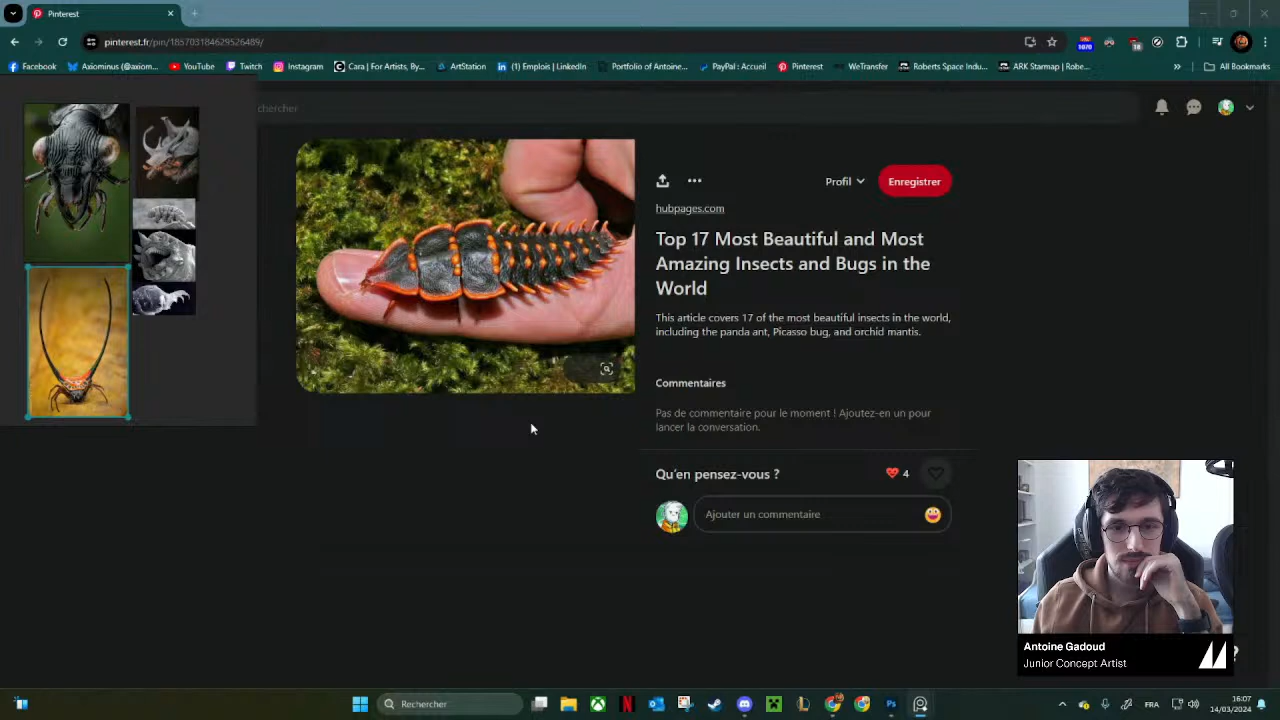 Pinterest
pinterest.fr/pin/185703184629526489/
1070
18
Facebook
Axiominus (@axiom...
YouTube
Twitch
Instagram
Cara | For Artists, By...
ArtStation
(1) Emplois | LinkedIn
Portfolio of Antoine...
PayPal : Accueil
Pinterest
WeTransfer
Roberts Space Indu...
ARK Starmap | Robe...
»
All Bookmarks
chercher
Profil
Enregistrer
hubpages.com
Top 17 Most Beautiful and Most
Amazing Insects and Bugs in the
World
This article covers 17 of the most beautiful insects in the world,
including the panda ant, Picasso bug, and orchid mantis.
Commentaires
Pas de commentaire pour le moment ! Ajoutez-en un pour
lancer la conversation.
Qu'en pensez-vous ?
4
Ajouter un commentaire
Antoine Gadoud
Junior Concept Artist
?
Rechercher
FRA
16:07
14/03/2024